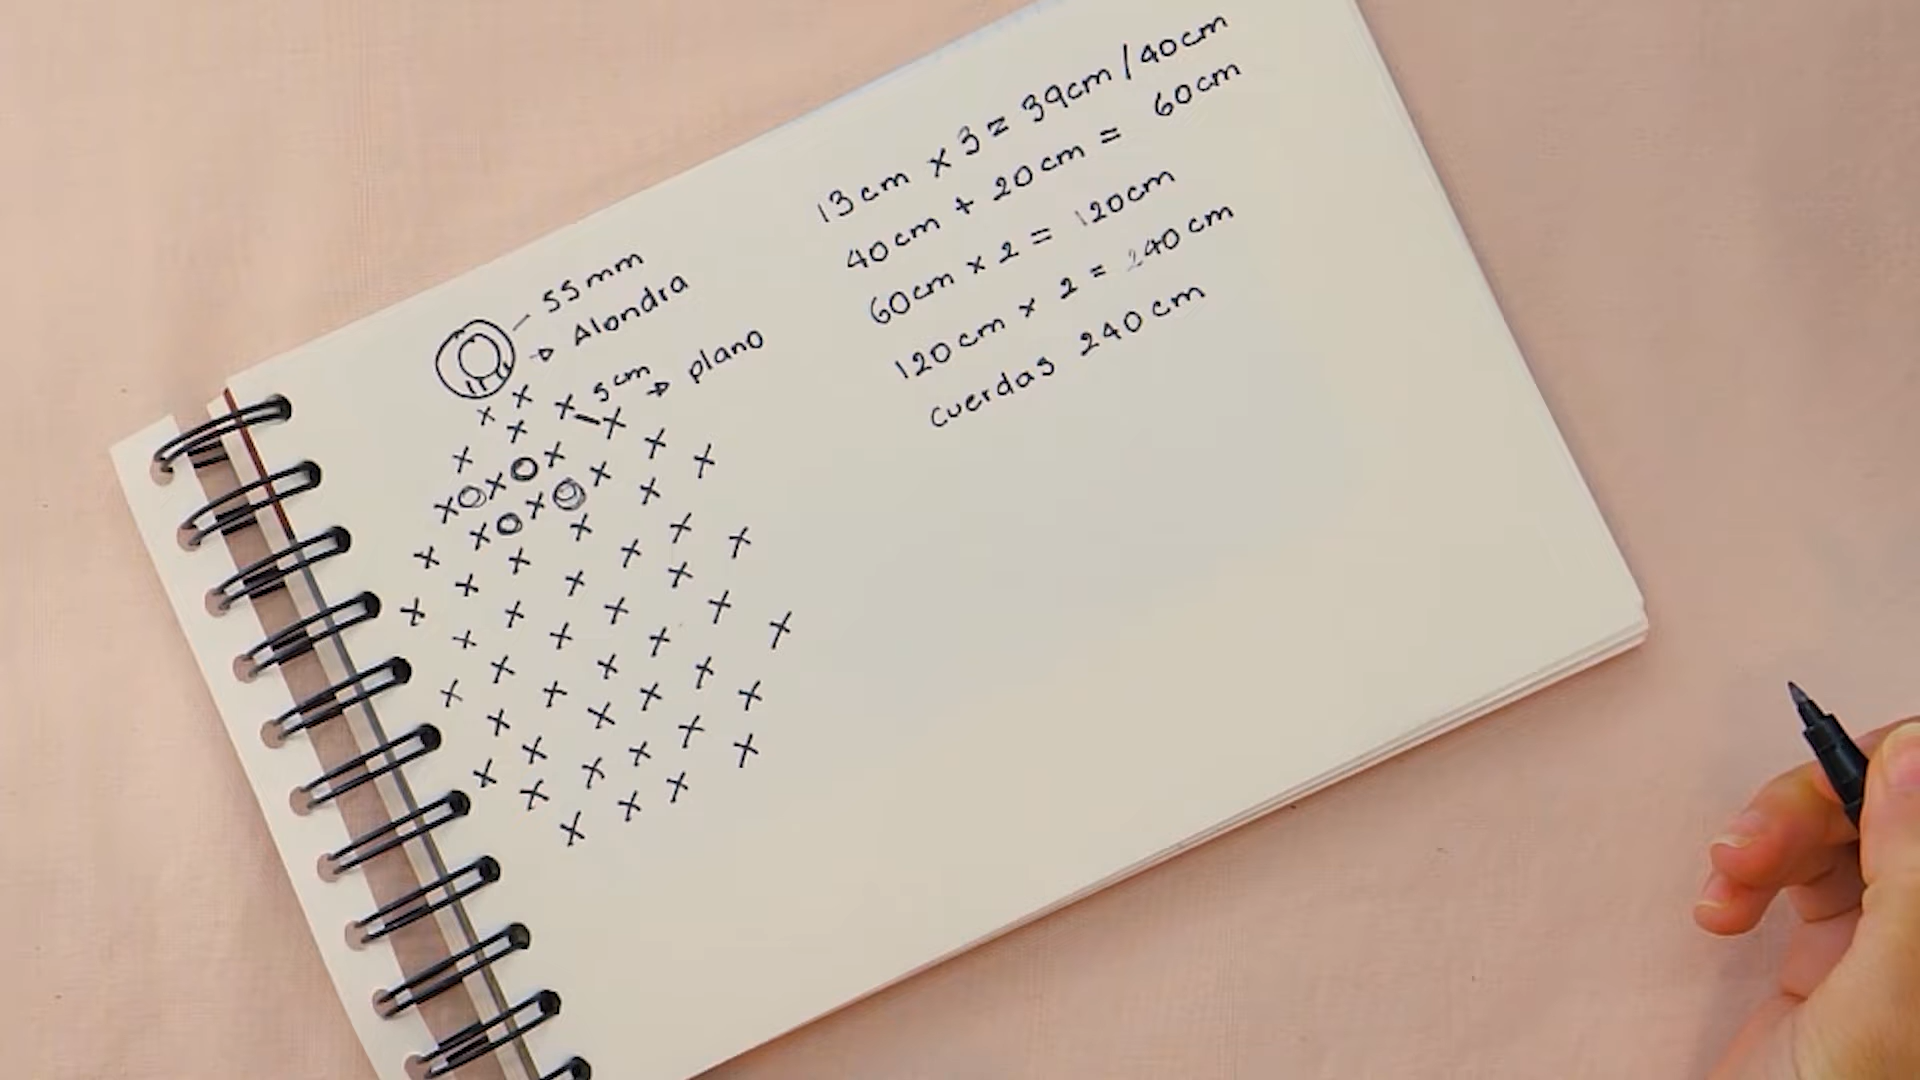 55mm
Alondra
5cm → plano
13cm x 3 = 39cm / 40cm
40cm + 20cm = 60cm
60cm x 2 = 120cm
120cm x 2 = 240cm
cuerdas 240cm